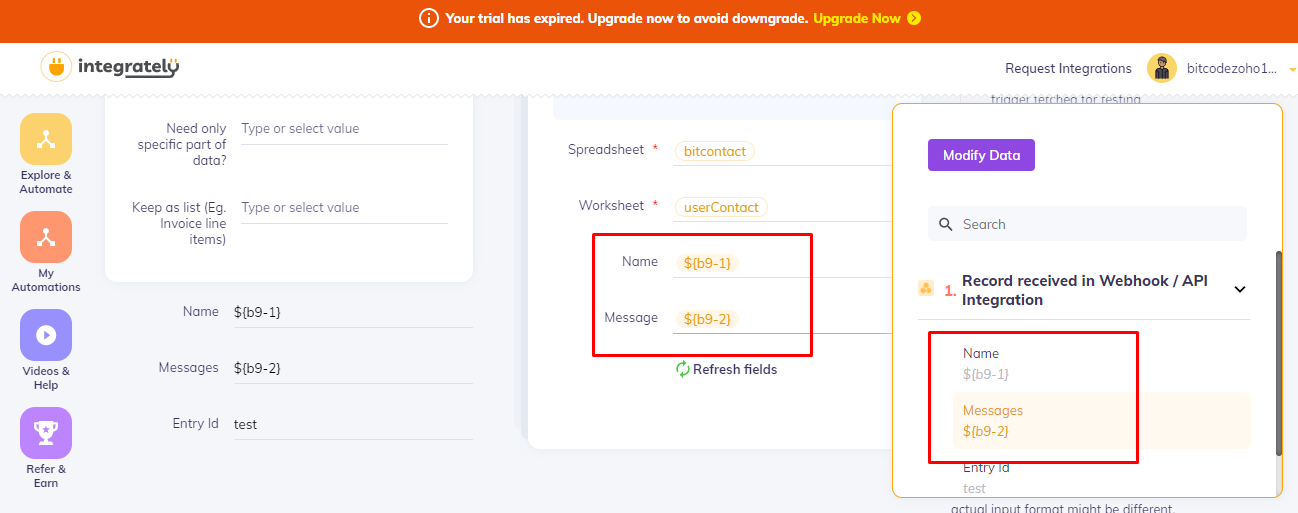 Your trial has expired. Upgrade now to avoid downgrade. Upgrade Now
integrately
Request Integrations
bitcodezoho1...
Explore &
Automate
My
Automations
Videos &
Help
Refer &
Earn
Need only
specific part of
data?
Type or select value
Keep as list (Eg.
Invoice line
items)
Type or select value
Name
${b9-1}
Messages
${b9-2}
Entry Id
test
Spreadsheet *
bitcontact
Worksheet *
userContact
Name
${b9-1}
Message
${b9-2}
Refresh fields
trigger fetched for testing
Modify Data
Search
1. Record received in Webhook / API
Integration
Name
${b9-1}
Messages
${b9-2}
Entry Id
test
actual input format might be different.